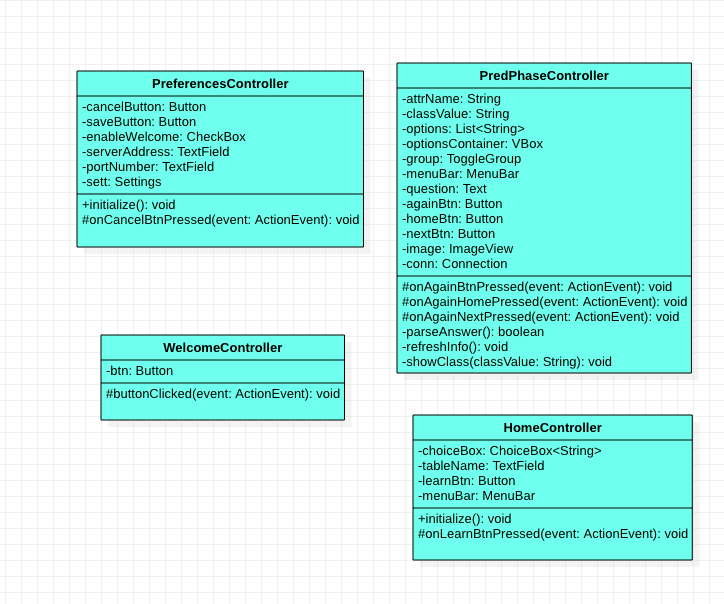 PreferencesController
-cancelButton: Button
-saveButton: Button
-enableWelcome: CheckBox
-serverAddress: TextField
-portNumber: TextField
-sett: Settings
+initialize(): void
#onCancelBtnPressed(event: ActionEvent): void
PredPhaseController
-attrName: String
-classValue: String
-options: List<String>
-optionsContainer: VBox
-group: ToggleGroup
-menuBar: MenuBar
-question: Text
-againBtn: Button
-homeBtn: Button
-nextBtn: Button
-image: ImageView
-conn: Connection
#onAgainBtnPressed(event: ActionEvent): void
#onAgainHomePressed(event: ActionEvent): void
#onAgainNextPressed(event: ActionEvent): void
-parseAnswer(): boolean
-refreshInfo(): void
-showClass(classValue: String): void
WelcomeController
-btn: Button
#buttonClicked(event: ActionEvent): void
HomeController
-choiceBox: ChoiceBox<String>
-tableName: TextField
-learnBtn: Button
-menuBar: MenuBar
+initialize(): void
#onLearnBtnPressed(event: ActionEvent): void